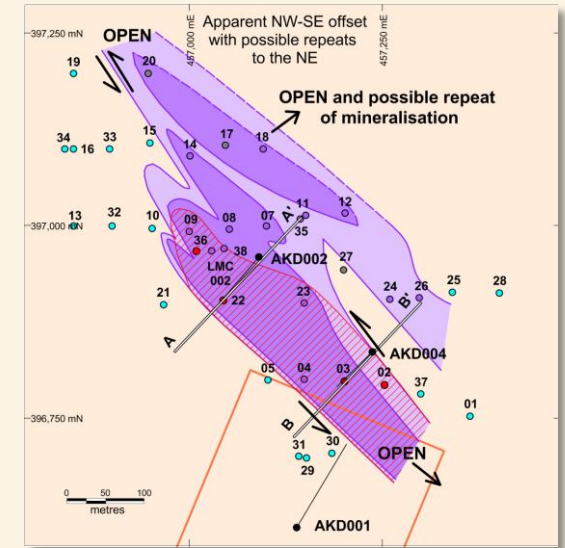 457,000 mE
457,250 mE
397,250 mN
OPEN
Apparent NW-SE offset
with possible repeats
to the NE
19
20
OPEN and possible repeat
of mineralisation
34
16
33
15
14
17
18
13
32
10
09
08
07
A'
11
35
12
397,000 mN
36
38
LMC
002
AKD002
27
21
22
23
24
B'
26
25
28
A
AKD004
05
04
03
02
37
01
396,750 mN
B
31
29
30
OPEN
0 50 100
metres
AKD001